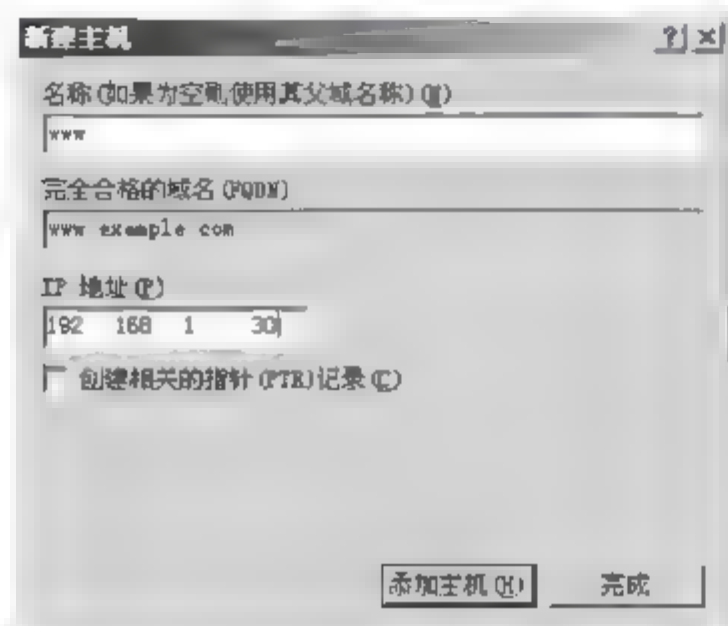 新建主机
名称(如果为空则使用其父域名称)(N)
www
完全合格的域名(FQDN)
www example com
IP 地址(P)
192 168 1 30
创建相关的指针(PTR)记录(C)
添加主机(H)
完成